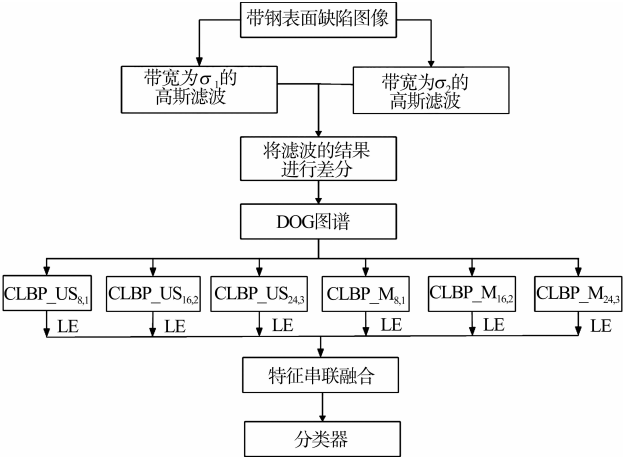 带钢表面缺陷图像
带宽为σ₁的
高斯滤波
带宽为σ₂的
高斯滤波
将滤波的结果
进行差分
DOG图谱
CLBP_US₈,₁
CLBP_US₁₆,₂
CLBP_US₂₄,₃
CLBP_M₈,₁
CLBP_M₁₆,₂
CLBP_M₂₄,₃
LE
LE
LE
LE
LE
LE
特征串联融合
分类器